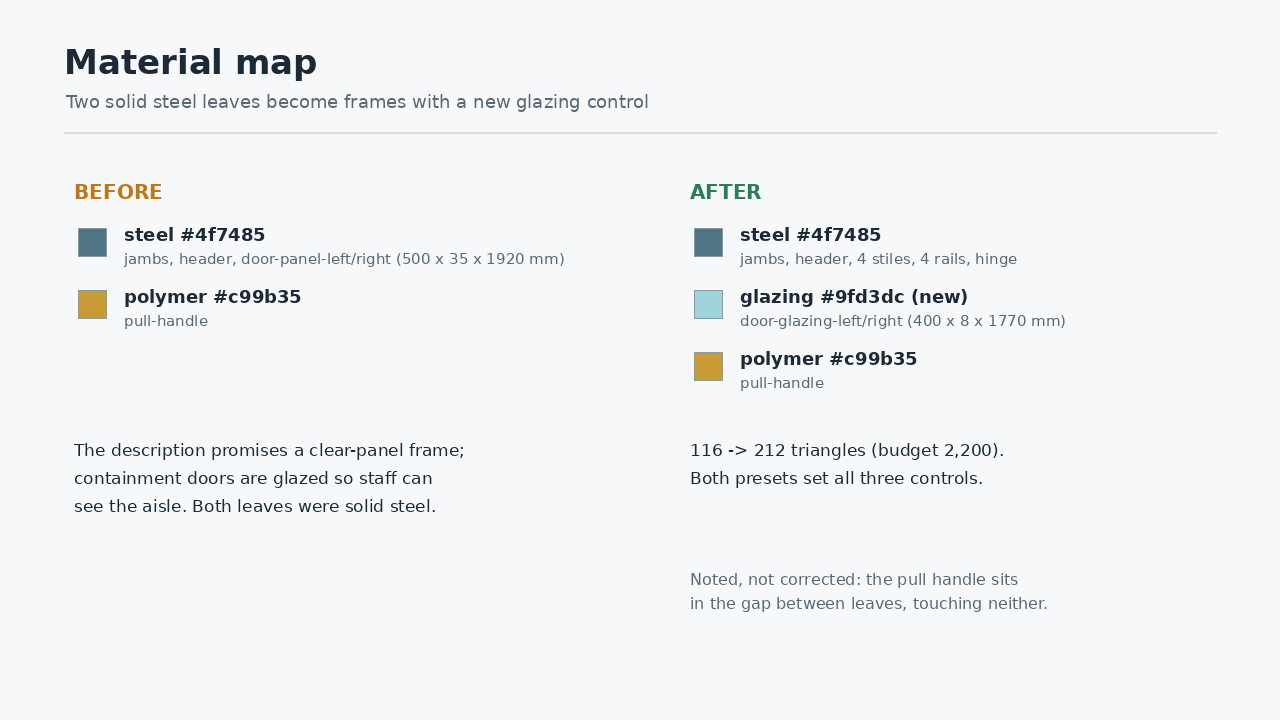 Material map
Two solid steel leaves become frames with a new glazing control
BEFORE
steel #4f7485
jambs, header, door-panel-left/right (500 x 35 x 1920 mm)
polymer #c99b35
pull-handle
The description promises a clear-panel frame;
containment doors are glazed so staff can
see the aisle. Both leaves were solid steel.
AFTER
steel #4f7485
jambs, header, 4 stiles, 4 rails, hinge
glazing #9fd3dc (new)
door-glazing-left/right (400 x 8 x 1770 mm)
polymer #c99b35
pull-handle
116 -> 212 triangles (budget 2,200).
Both presets set all three controls.
Noted, not corrected: the pull handle sits
in the gap between leaves, touching neither.